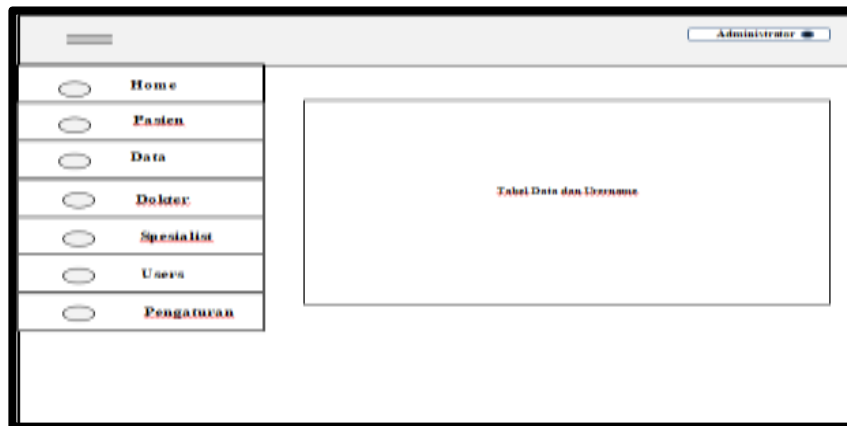 Administrator
Home
Pasien
Data
Dokter
Spesialist
Users
Pengaturan
Tabel Data dan Username